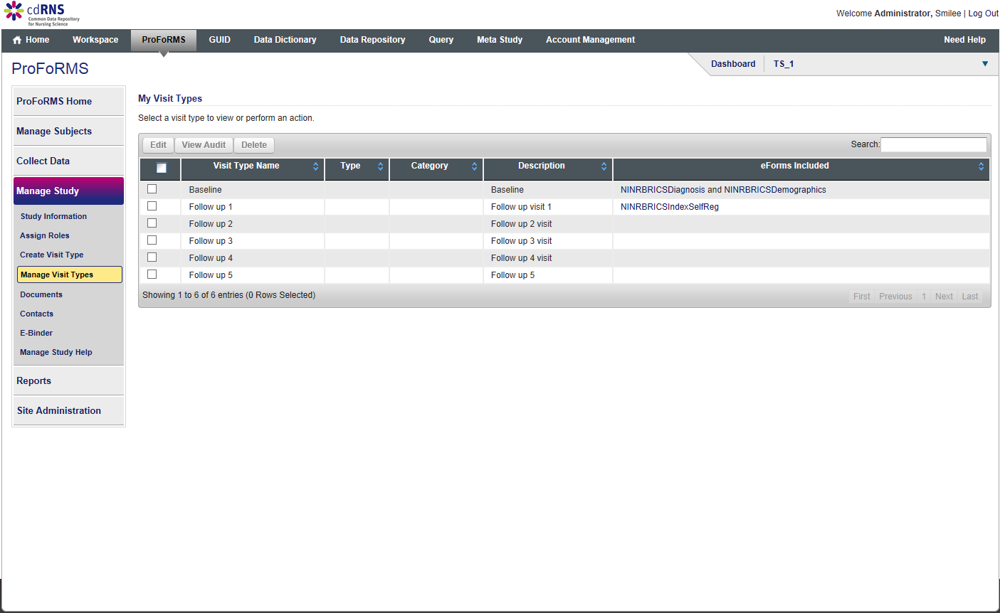 cdRNS
Common Data Repository
for Nursing Science
Welcome Administrator, Smilee | Log Out
Home Workspace ProFoRMS GUID Data Dictionary Data Repository Query Meta Study Account Management Need Help
ProFoRMS
Dashboard TS_1
ProFoRMS Home
Manage Subjects
Collect Data
Manage Study
Study Information
Assign Roles
Create Visit Type
Manage Visit Types
Documents
Contacts
E-Binder
Manage Study Help
Reports
Site Administration
My Visit Types
Select a visit type to view or perform an action.
Edit View Audit Delete Search:
Visit Type Name Type Category Description eForms Included
Baseline Baseline NINRBRICSDiagnosis and NINRBRICSDemographics
Follow up 1 Follow up visit 1 NINRBRICSIndexSelfReg
Follow up 2 Follow up 2 visit
Follow up 3 Follow up 3 visit
Follow up 4 Follow up 4 visit
Follow up 5 Follow up 5
Showing 1 to 6 of 6 entries (0 Rows Selected) First Previous 1 Next Last